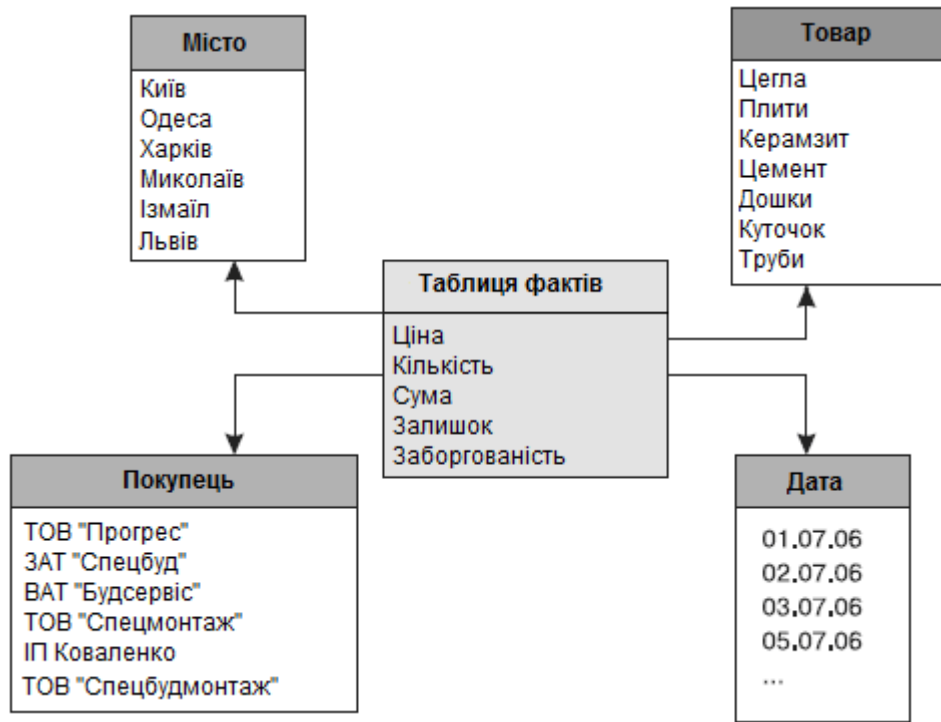 Місто
Київ
Одеса
Харків
Миколаїв
Ізмаїл
Львів
Товар
Цегла
Плити
Керамзит
Цемент
Дошки
Куточок
Труби
Таблиця фактів
Ціна
Кількість
Сума
Залишок
Заборгованість
Покупець
ТОВ "Прогрес"
ЗАТ "Спецбуд"
ВАТ "Будсервіс"
ТОВ "Спецмонтаж"
ІП Коваленко
ТОВ "Спецбудмонтаж"
Дата
01.07.06
02.07.06
03.07.06
05.07.06
...